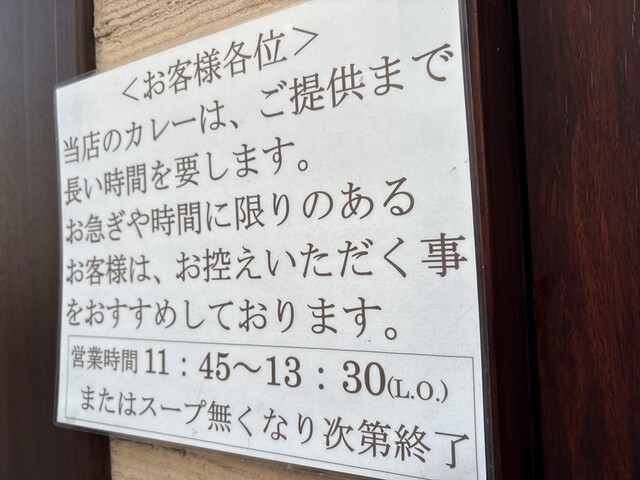 ＜お客様各位＞
当店のカレーは、ご提供まで
長い時間を要します。
お急ぎや時間に限りのある
お客様は、お控えいただく事
をおすすめしております。
営業時間 11：45～13：30(L.O.)
またはスープ無くなり次第終了